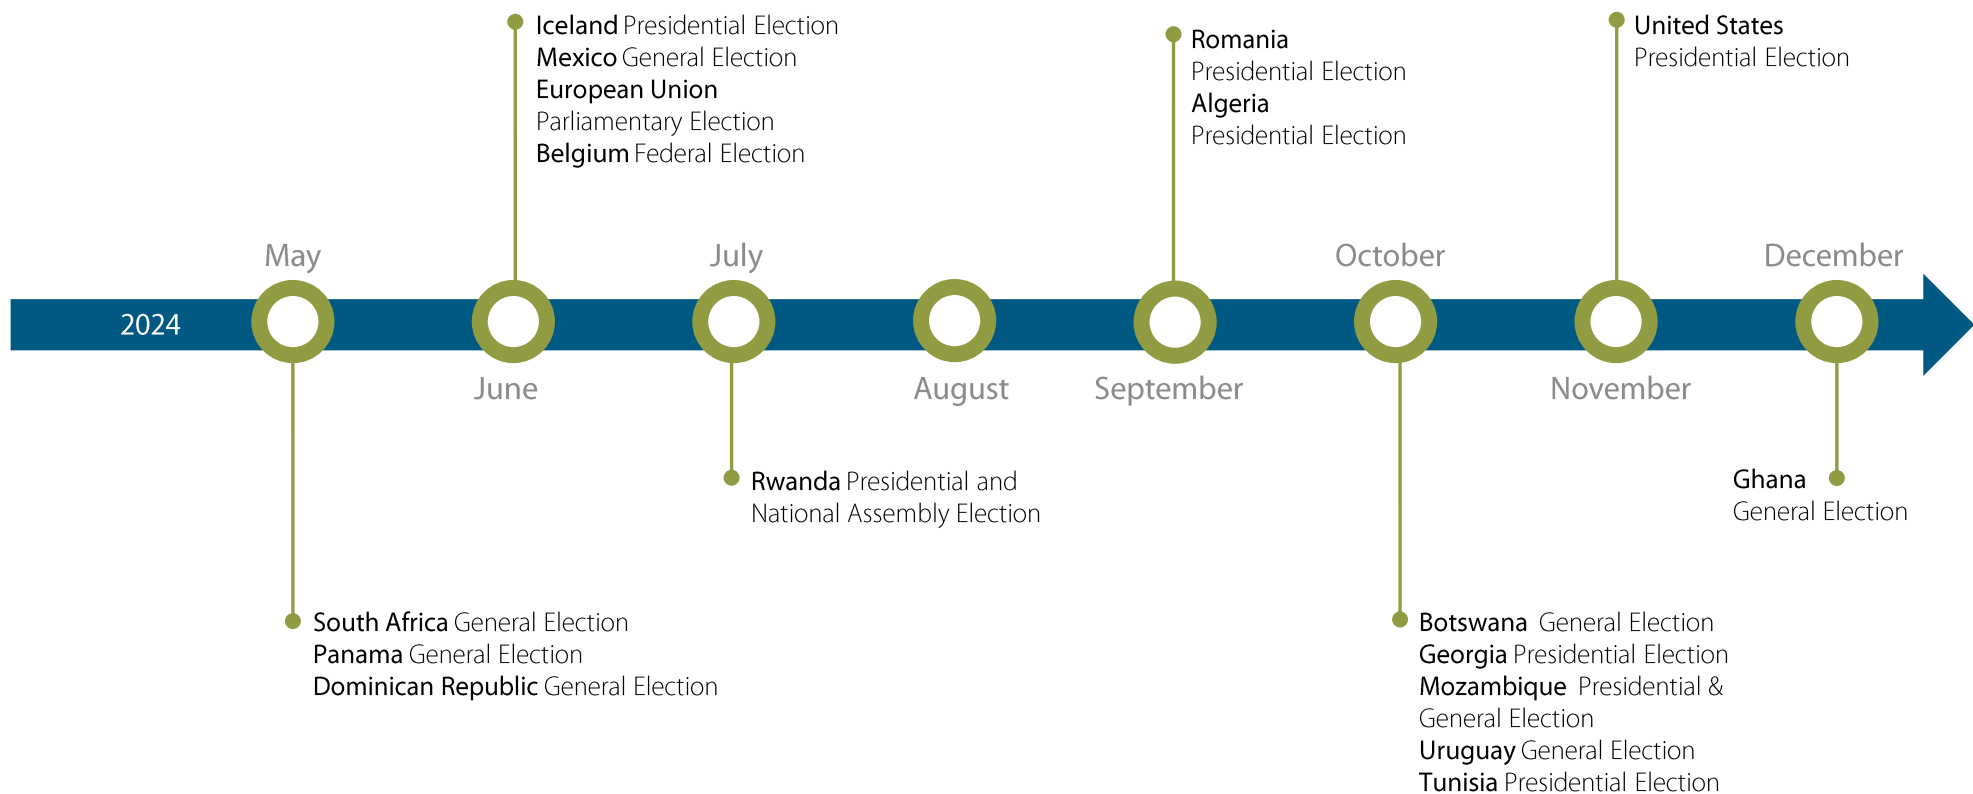 Iceland Presidential Election
Mexico General Election
European Union
Parliamentary Election
Belgium Federal Election
Romania
Presidential Election
Algeria
Presidential Election
United States
Presidential Election
May
July
October
December
2024
June
August
September
November
Rwanda Presidential and
National Assembly Election
Ghana
General Election
South Africa General Election
Panama General Election
Dominican Republic General Election
Botswana General Election
Georgia Presidential Election
Mozambique Presidential &
General Election
Uruguay General Election
Tunisia Presidential Election